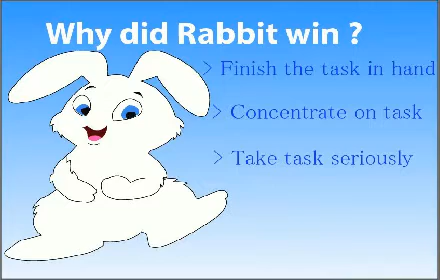 Why did Rabbit win ?
> Finish the task in hand
> Concentrate on task
> Take task seriously